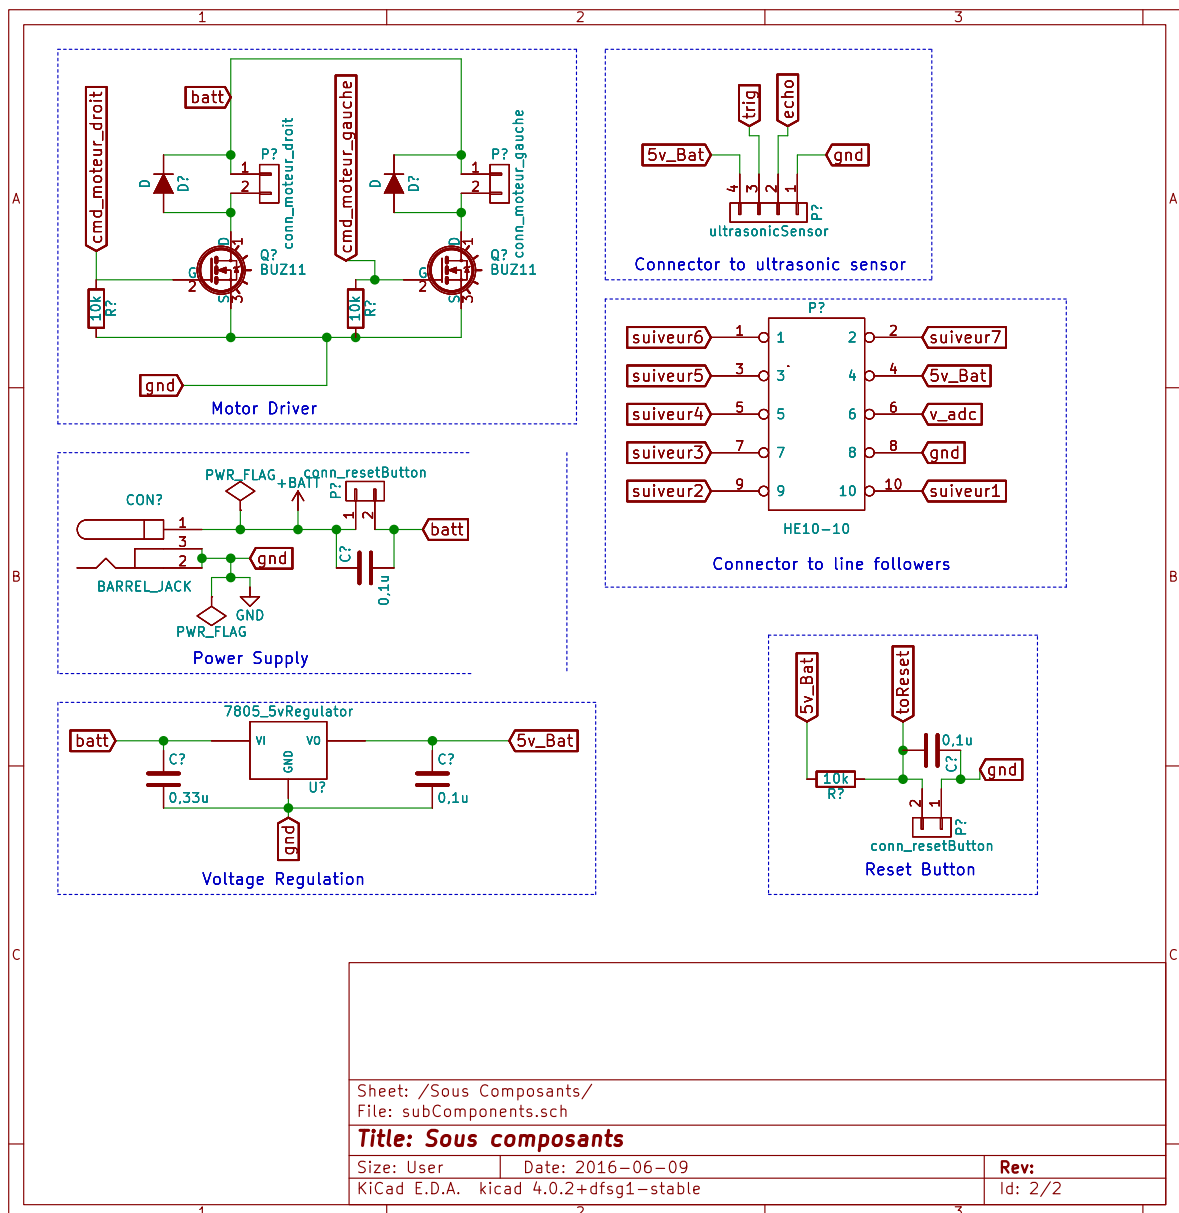 1
2
3
A
A
B
B
C
C
1
2
3
cmd_moteur_droit
batt
cmd_moteur_gauche
D
D?
P?
1
2
conn_moteur_droit
D
D?
P?
1
2
conn_moteur_gauche
G
2
D
1
S
3
Q?
BUZ11
G
2
D
1
S
3
Q?
BUZ11
10k
R?
10k
R?
gnd
Motor Driver
trig
echo
5v_Bat
gnd
4
3
2
1
P?
ultrasonicSensor
Connector to ultrasonic sensor
P?
suiveur6 1 1 2 2 suiveur7
suiveur5 3 3 4 4 5v_Bat
suiveur4 5 5 6 6 v_adc
suiveur3 7 7 8 8 gnd
suiveur2 9 9 10 10 suiveur1
HE10-10
Connector to line followers
PWR_FLAG
+BATT
conn_resetButton
P?
1
2
CON?
1
3
2
BARREL_JACK
gnd
batt
C?
0,1u
GND
PWR_FLAG
Power Supply
7805_5vRegulator
batt
VI
VO
GND
U?
5v_Bat
C?
0,33u
C?
0,1u
gnd
Voltage Regulation
5v_Bat
toReset
0,1u
C?
gnd
10k
R?
2
1
P?
conn_resetButton
Reset Button
Sheet: /Sous Composants/
File: subComponents.sch
Title: Sous composants
Size: User Date: 2016-06-09 Rev:
KiCad E.D.A. kicad 4.0.2+dfsg1-stable Id: 2/2